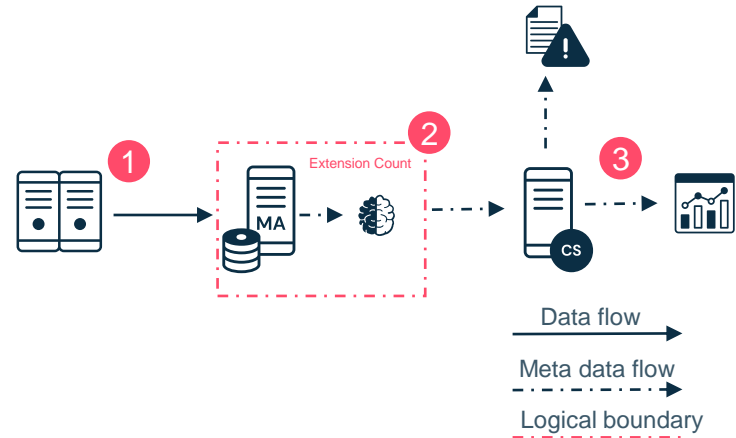 1
2
Extension Count
3
MA
CS
Data flow
Meta data flow
Logical boundary